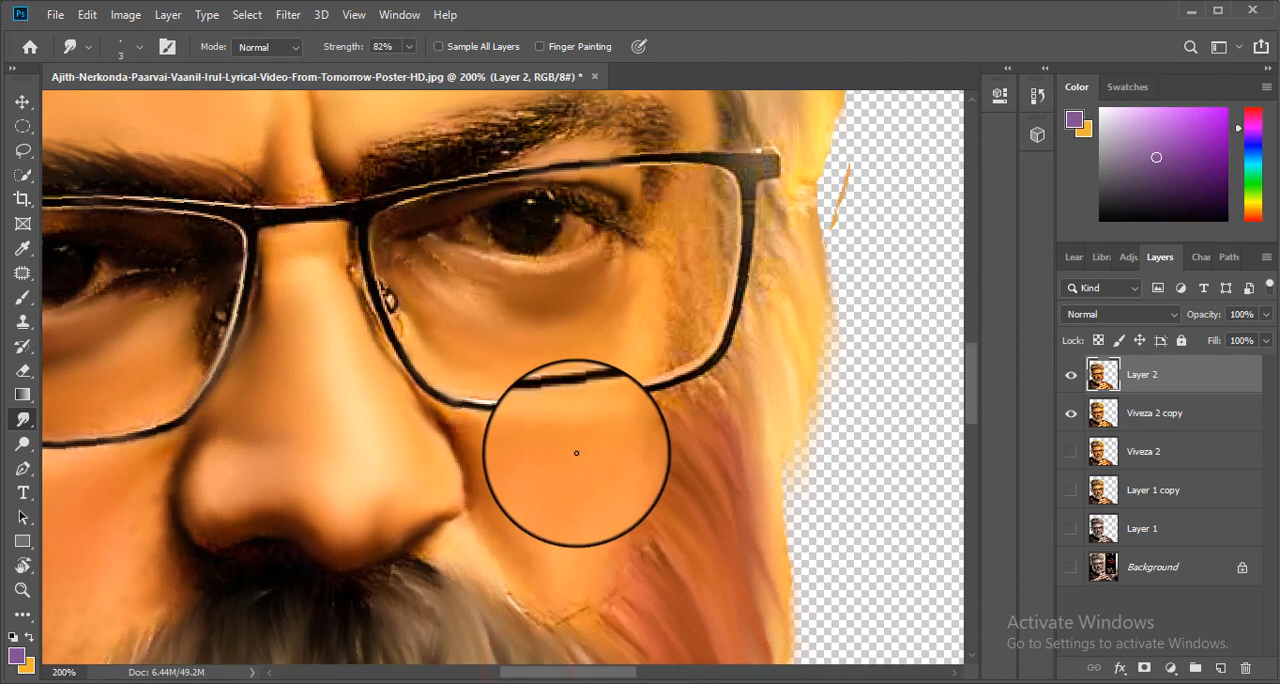 Ps File Edit Image Layer Type Select Filter 3D View Window Help
3 Mode: Normal Strength: 82% Sample All Layers Finger Painting
Ajith-Nerkonda-Paarvai-Vaanil-Irul-Lyrical-Video-From-Tomorrow-Poster-HD.jpg @ 200% (Layer 2, RGB/8#) *
Color Swatches
Lear Libr Adju Layers Char Path
Kind
Normal Opacity: 100%
Lock: Fill: 100%
Layer 2
Viveza 2 copy
Viveza 2
Layer 1 copy
Layer 1
Background
Activate Windows
Go to Settings to activate Windows.
200% Doc: 6.44M/49.2M
fx